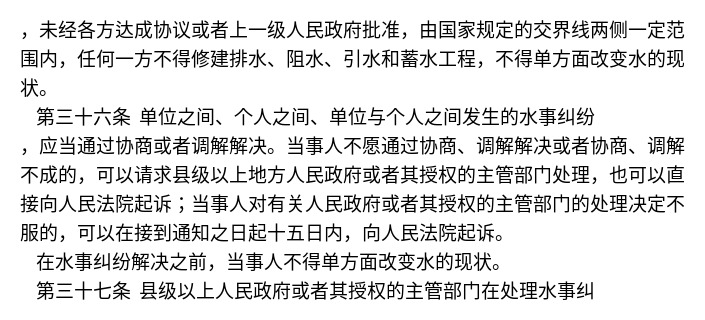 ，未经各方达成协议或者上一级人民政府批准，由国家规定的交界线两侧一定范
围内，任何一方不得修建排水、阻水、引水和蓄水工程，不得单方面改变水的现
状。
第三十六条 单位之间、个人之间、单位与个人之间发生的水事纠纷
，应当通过协商或者调解解决。当事人不愿通过协商、调解解决或者协商、调解
不成的，可以请求县级以上地方人民政府或者其授权的主管部门处理，也可以直
接向人民法院起诉；当事人对有关人民政府或者其授权的主管部门的处理决定不
服的，可以在接到通知之日起十五日内，向人民法院起诉。
在水事纠纷解决之前，当事人不得单方面改变水的现状。
第三十七条 县级以上人民政府或者其授权的主管部门在处理水事纠